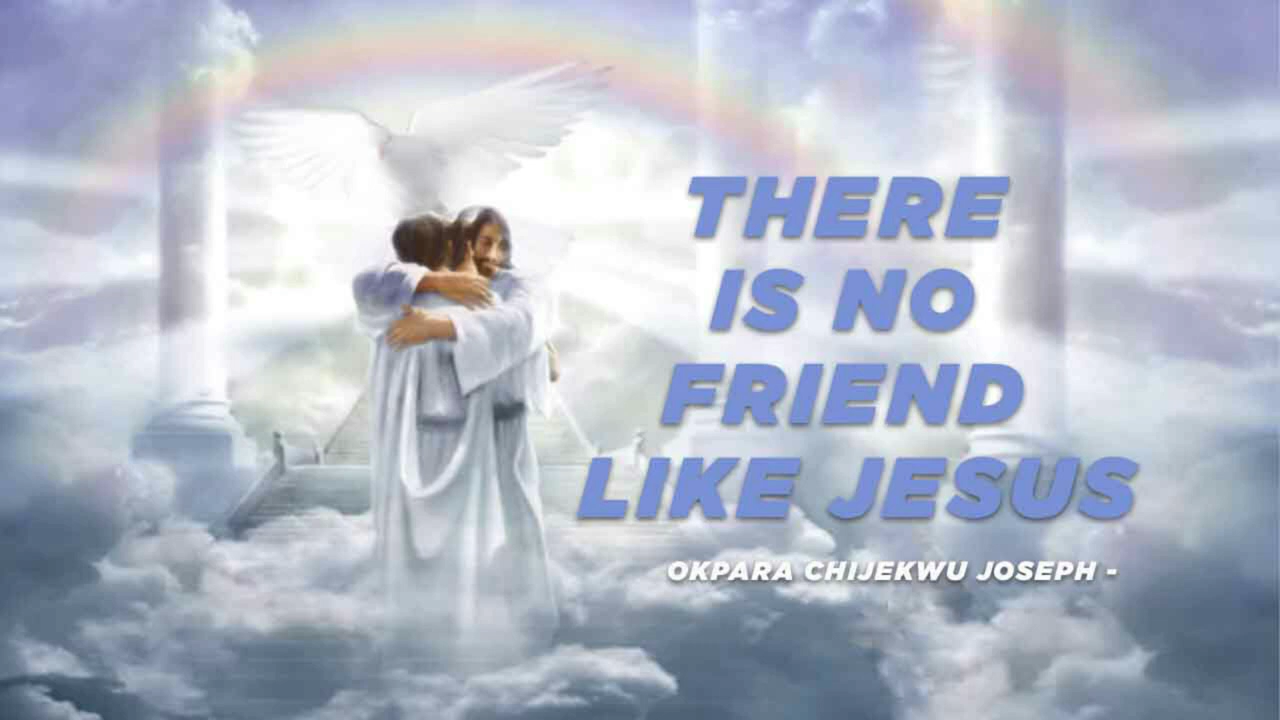 THERE
IS NO
FRIEND
LIKE JESUS
OKPARA CHIJEKWU JOSEPH -